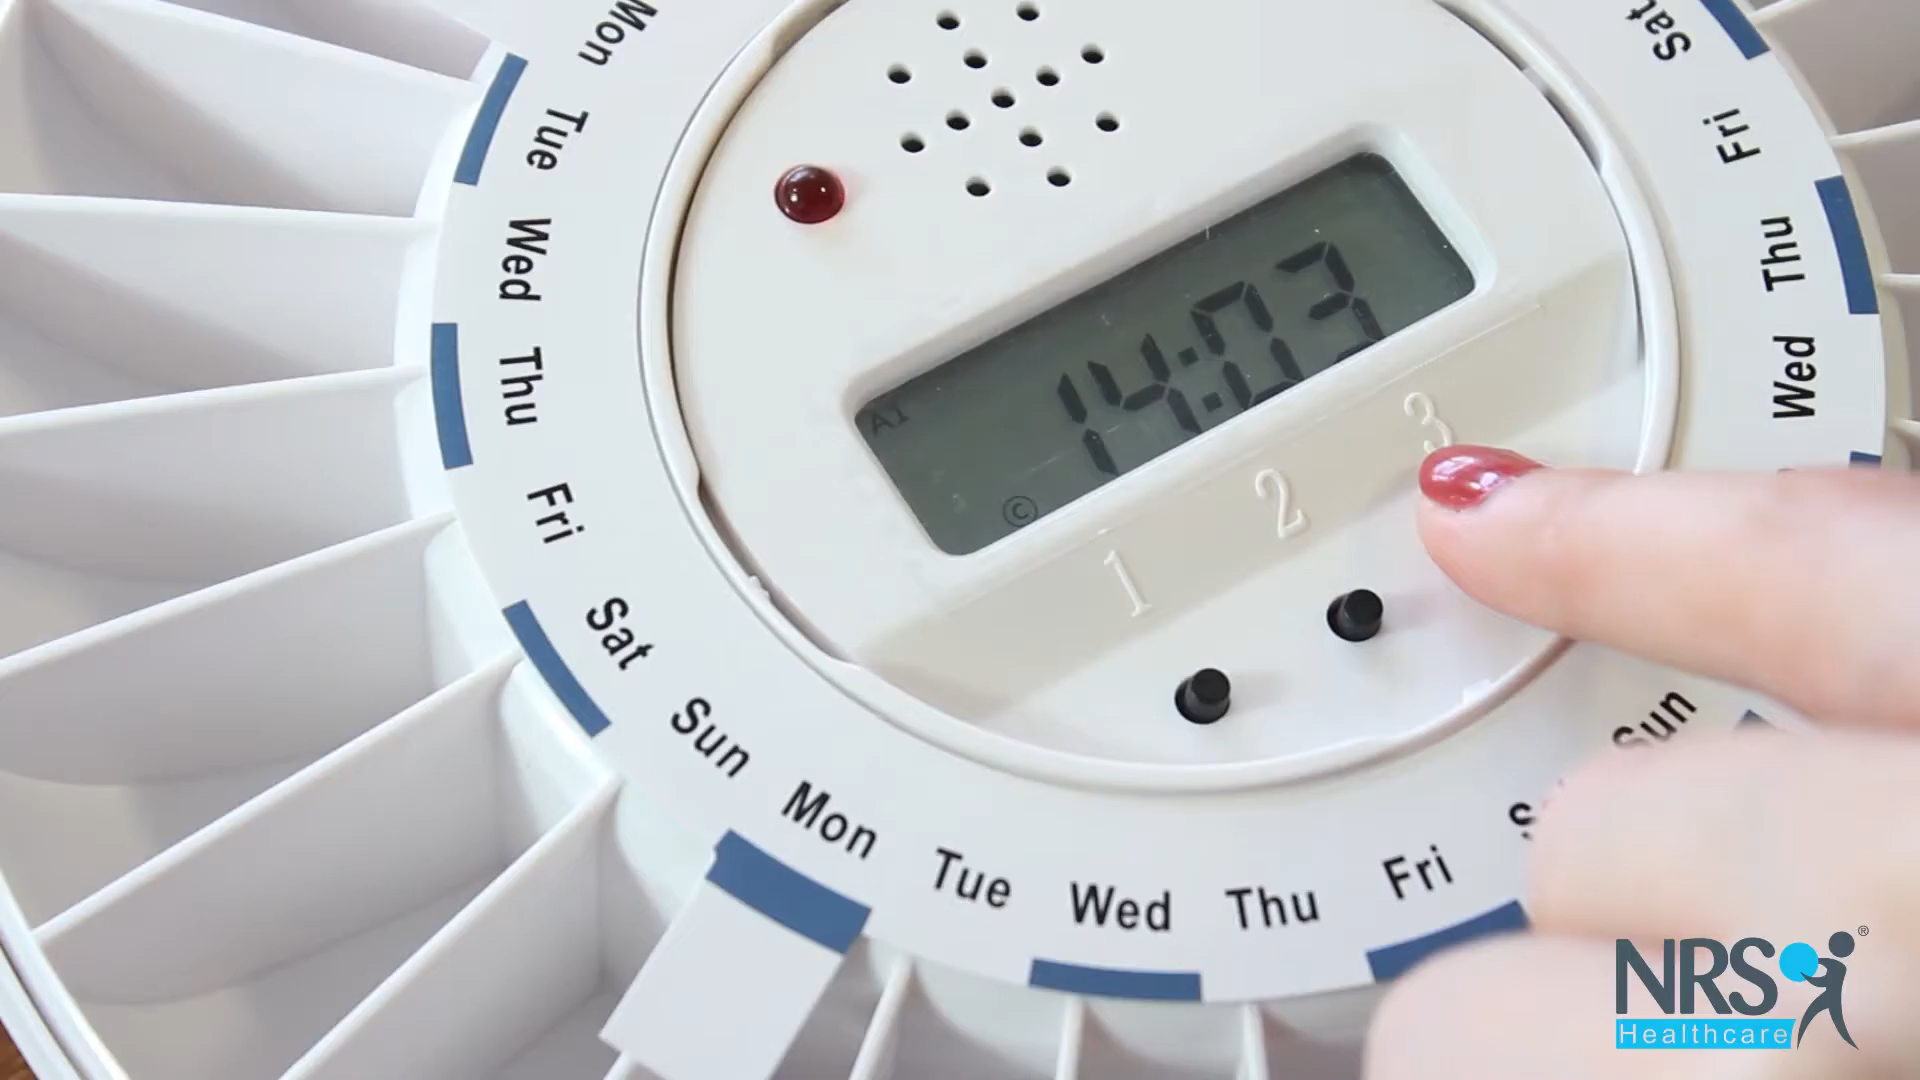 Mon
Tue
Wed
Thu
Fri
Sat
Sun
Mon
Tue
Wed
Thu
Fri
Sun
Wed
Thu
Fri
Sat
A1
14:03
©
1
2
3
NRS
®
Healthcare